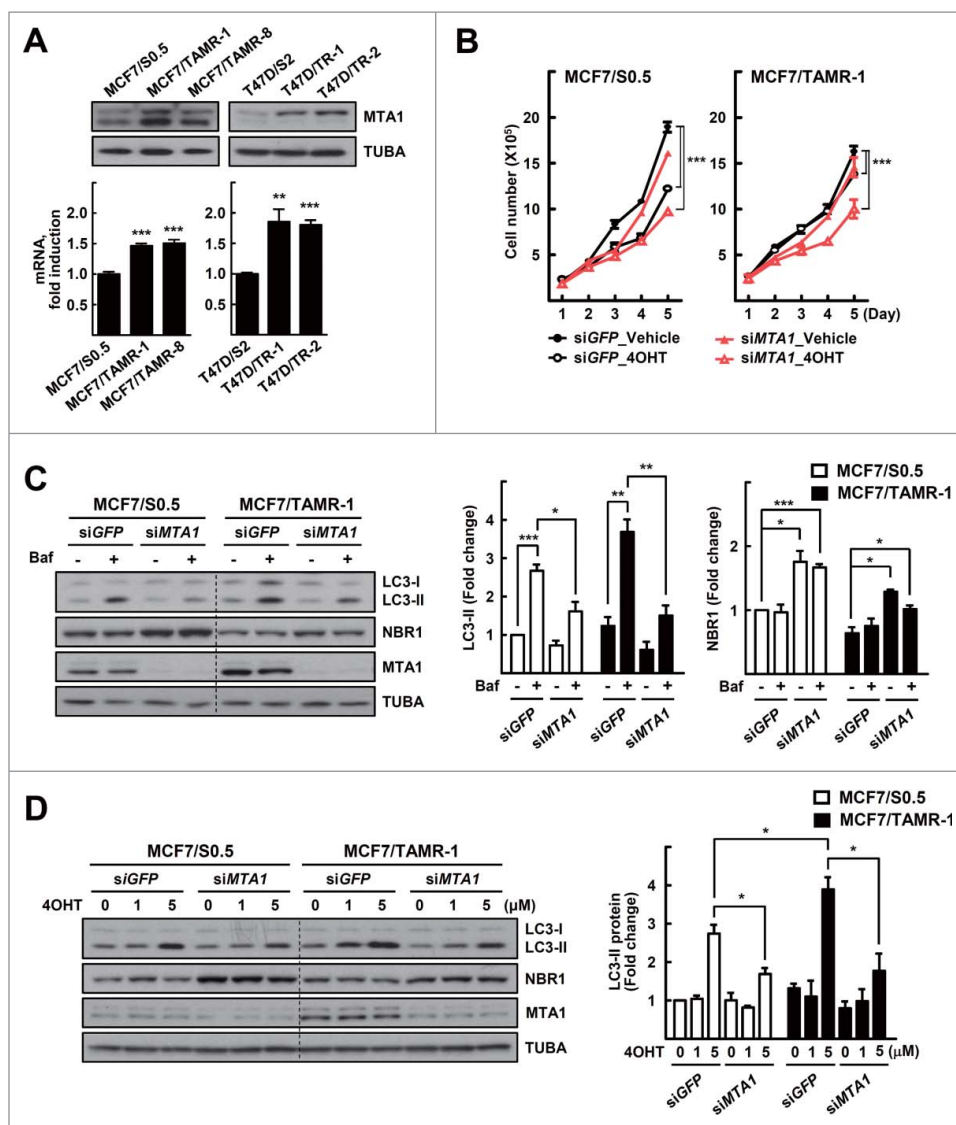 A
MCF7/S0.5
MCF7/TAMR-1
MCF7/TAMR-8
T47D/S2
T47D/TR-1
T47D/TR-2
MTA1
TUBA
mRNA,
fold induction
2.0
1.5
1.0
*** ***
2.0
1.5
1.0
** ***
MCF7/S0.5
MCF7/TAMR-1
MCF7/TAMR-8
T47D/S2
T47D/TR-1
T47D/TR-2
B
MCF7/S0.5
MCF7/TAMR-1
Cell number (X10⁵)
20
15
10
5
***
1 2 3 4 5
20
15
10
5
***
1 2 3 4 5 (Day)
siGFP_Vehicle
siGFP_4OHT
siMTA1_Vehicle
siMTA1_4OHT
C
MCF7/S0.5 MCF7/TAMR-1
siGFP siMTA1 siGFP siMTA1
Baf - + - + - + - +
LC3-I
LC3-II
NBR1
MTA1
TUBA
LC3-II (Fold change)
4
2
1
*** * ** **
Baf - + - + - + - +
siGFP siMTA1 siGFP siMTA1
MCF7/S0.5
MCF7/TAMR-1
NBR1 (Fold change)
2
1
***
*
*
*
Baf - + - + - + - +
siGFP siMTA1 siGFP siMTA1
D
MCF7/S0.5 MCF7/TAMR-1
siGFP siMTA1 siGFP siMTA1
4OHT 0 1 5 0 1 5 0 1 5 0 1 5 (μM)
LC3-I
LC3-II
NBR1
MTA1
TUBA
MCF7/S0.5
MCF7/TAMR-1
LC3-II protein
(Fold change)
4
2
1
*
*
*
4OHT 0 1 5 0 1 5 0 1 5 0 1 5 (μM)
siGFP siMTA1 siGFP siMTA1